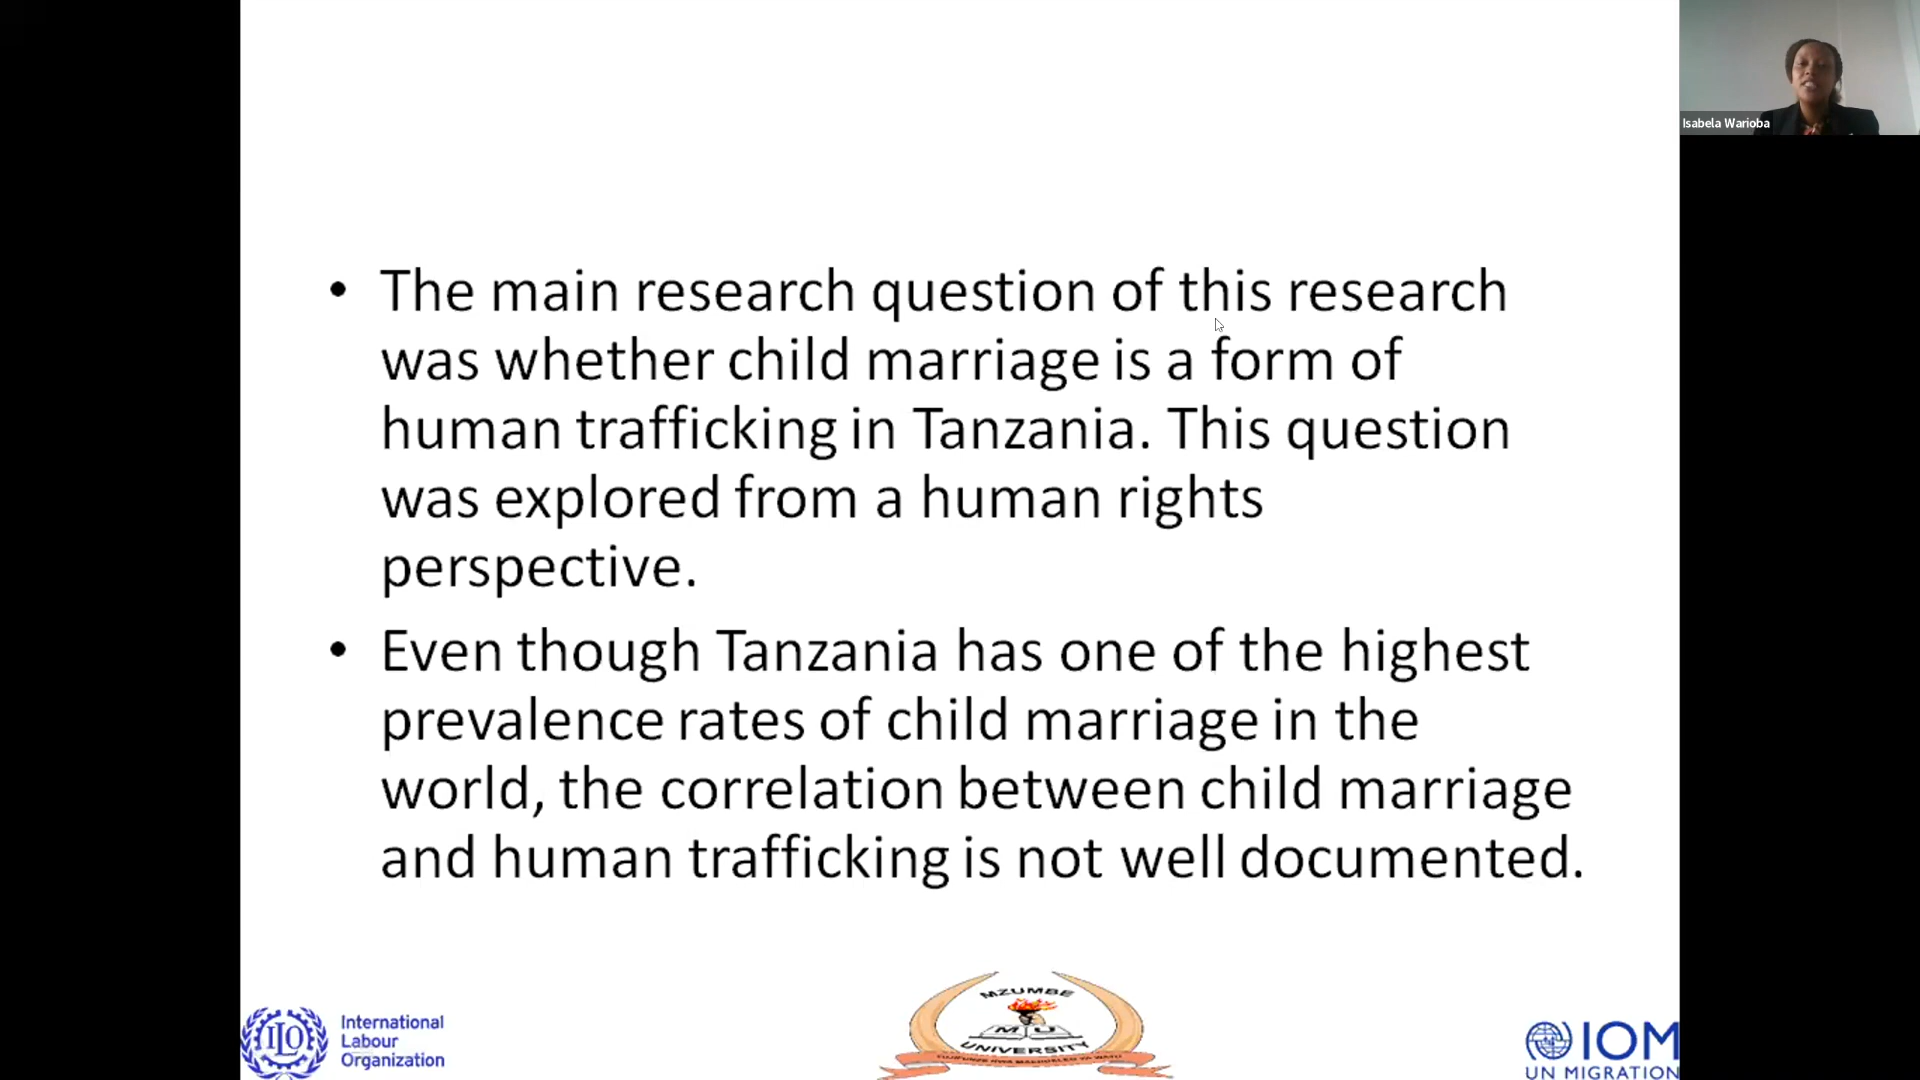 Isabela Warioba
• The main research question of this research
was whether child marriage is a form of
human trafficking in Tanzania. This question
was explored from a human rights
perspective.
• Even though Tanzania has one of the highest
prevalence rates of child marriage in the
world, the correlation between child marriage
and human trafficking is not well documented.
ILO
International
Labour
Organization
MZUMBE
M U
UNIVERSITY
IOM
UN MIGRATION